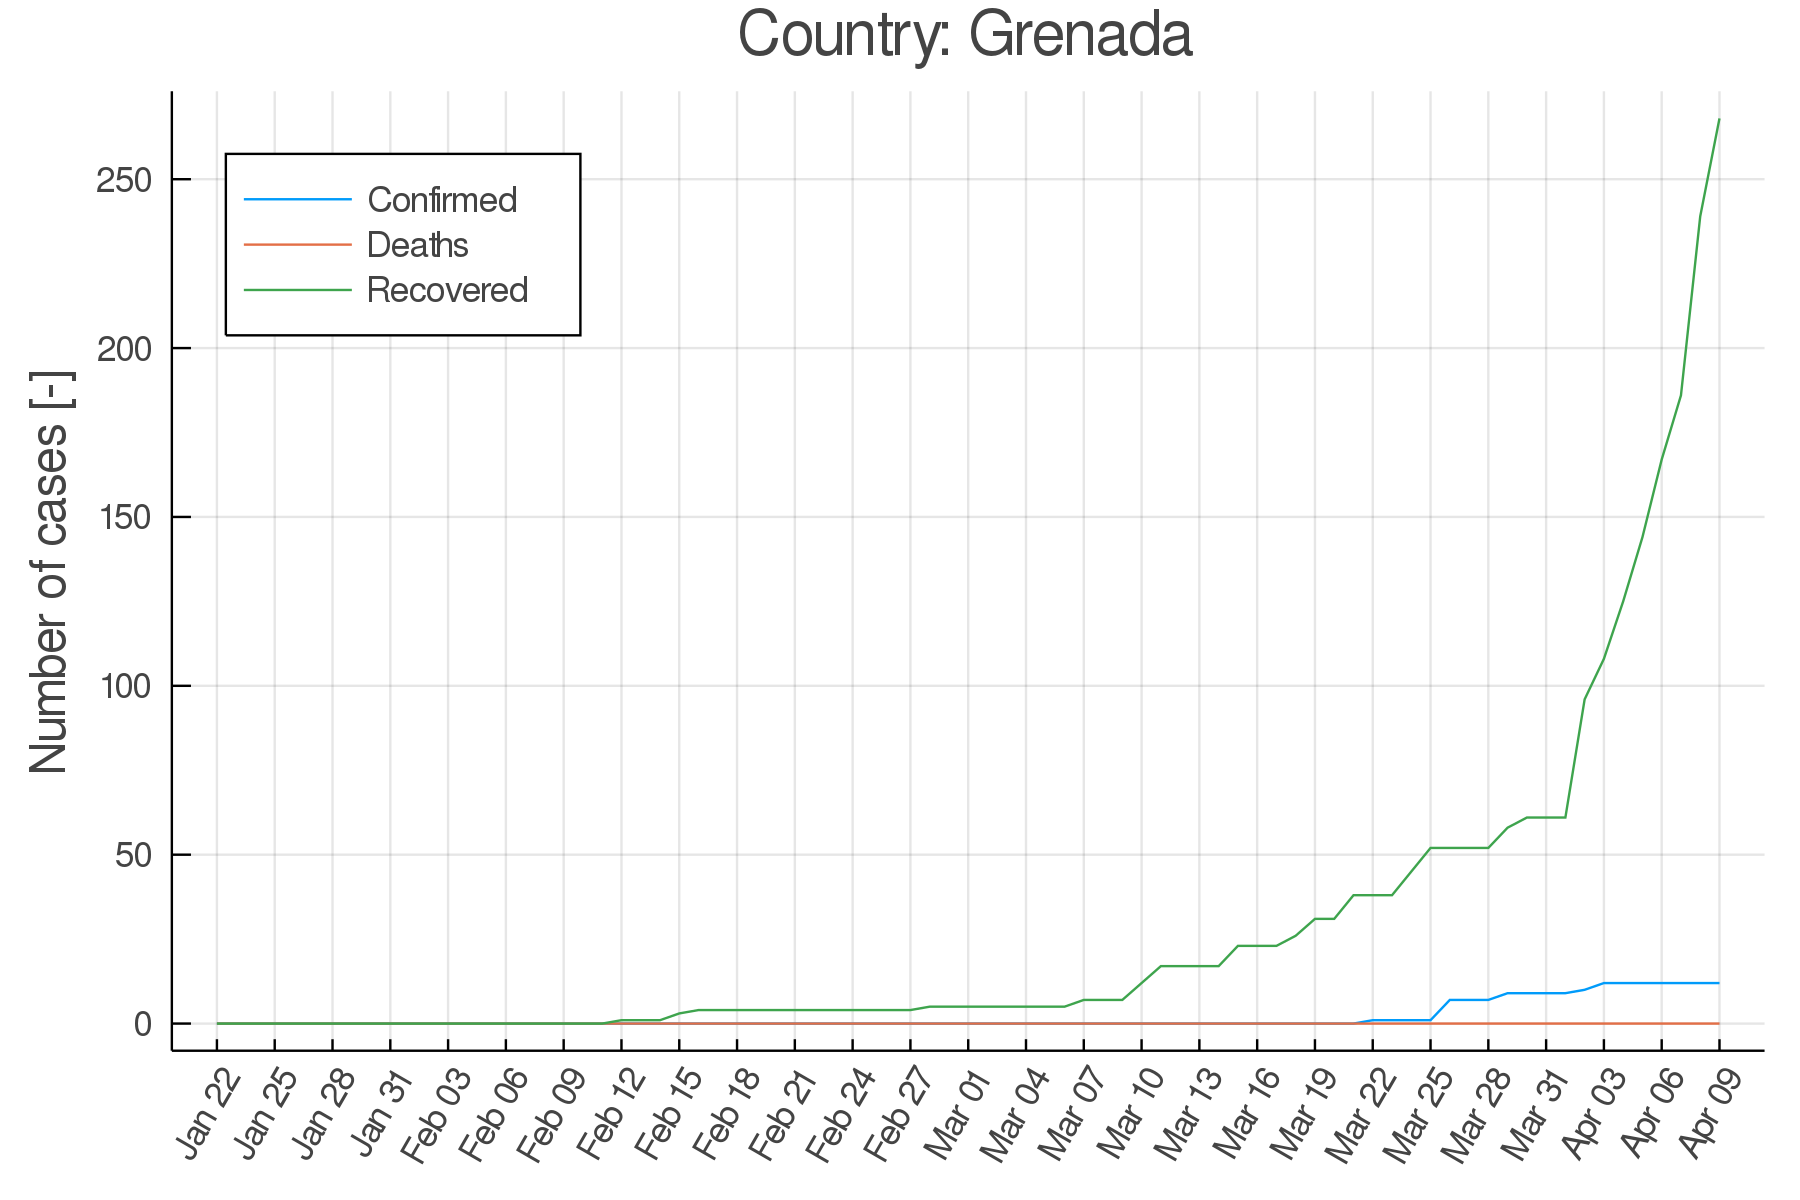 Country: Grenada
Number of cases [-]
250
200
150
100
50
0
Confirmed
Deaths
Recovered
Jan 22
Jan 25
Jan 28
Jan 31
Feb 03
Feb 06
Feb 09
Feb 12
Feb 15
Feb 18
Feb 21
Feb 24
Feb 27
Mar 01
Mar 04
Mar 07
Mar 10
Mar 13
Mar 16
Mar 19
Mar 22
Mar 25
Mar 28
Mar 31
Apr 03
Apr 06
Apr 09